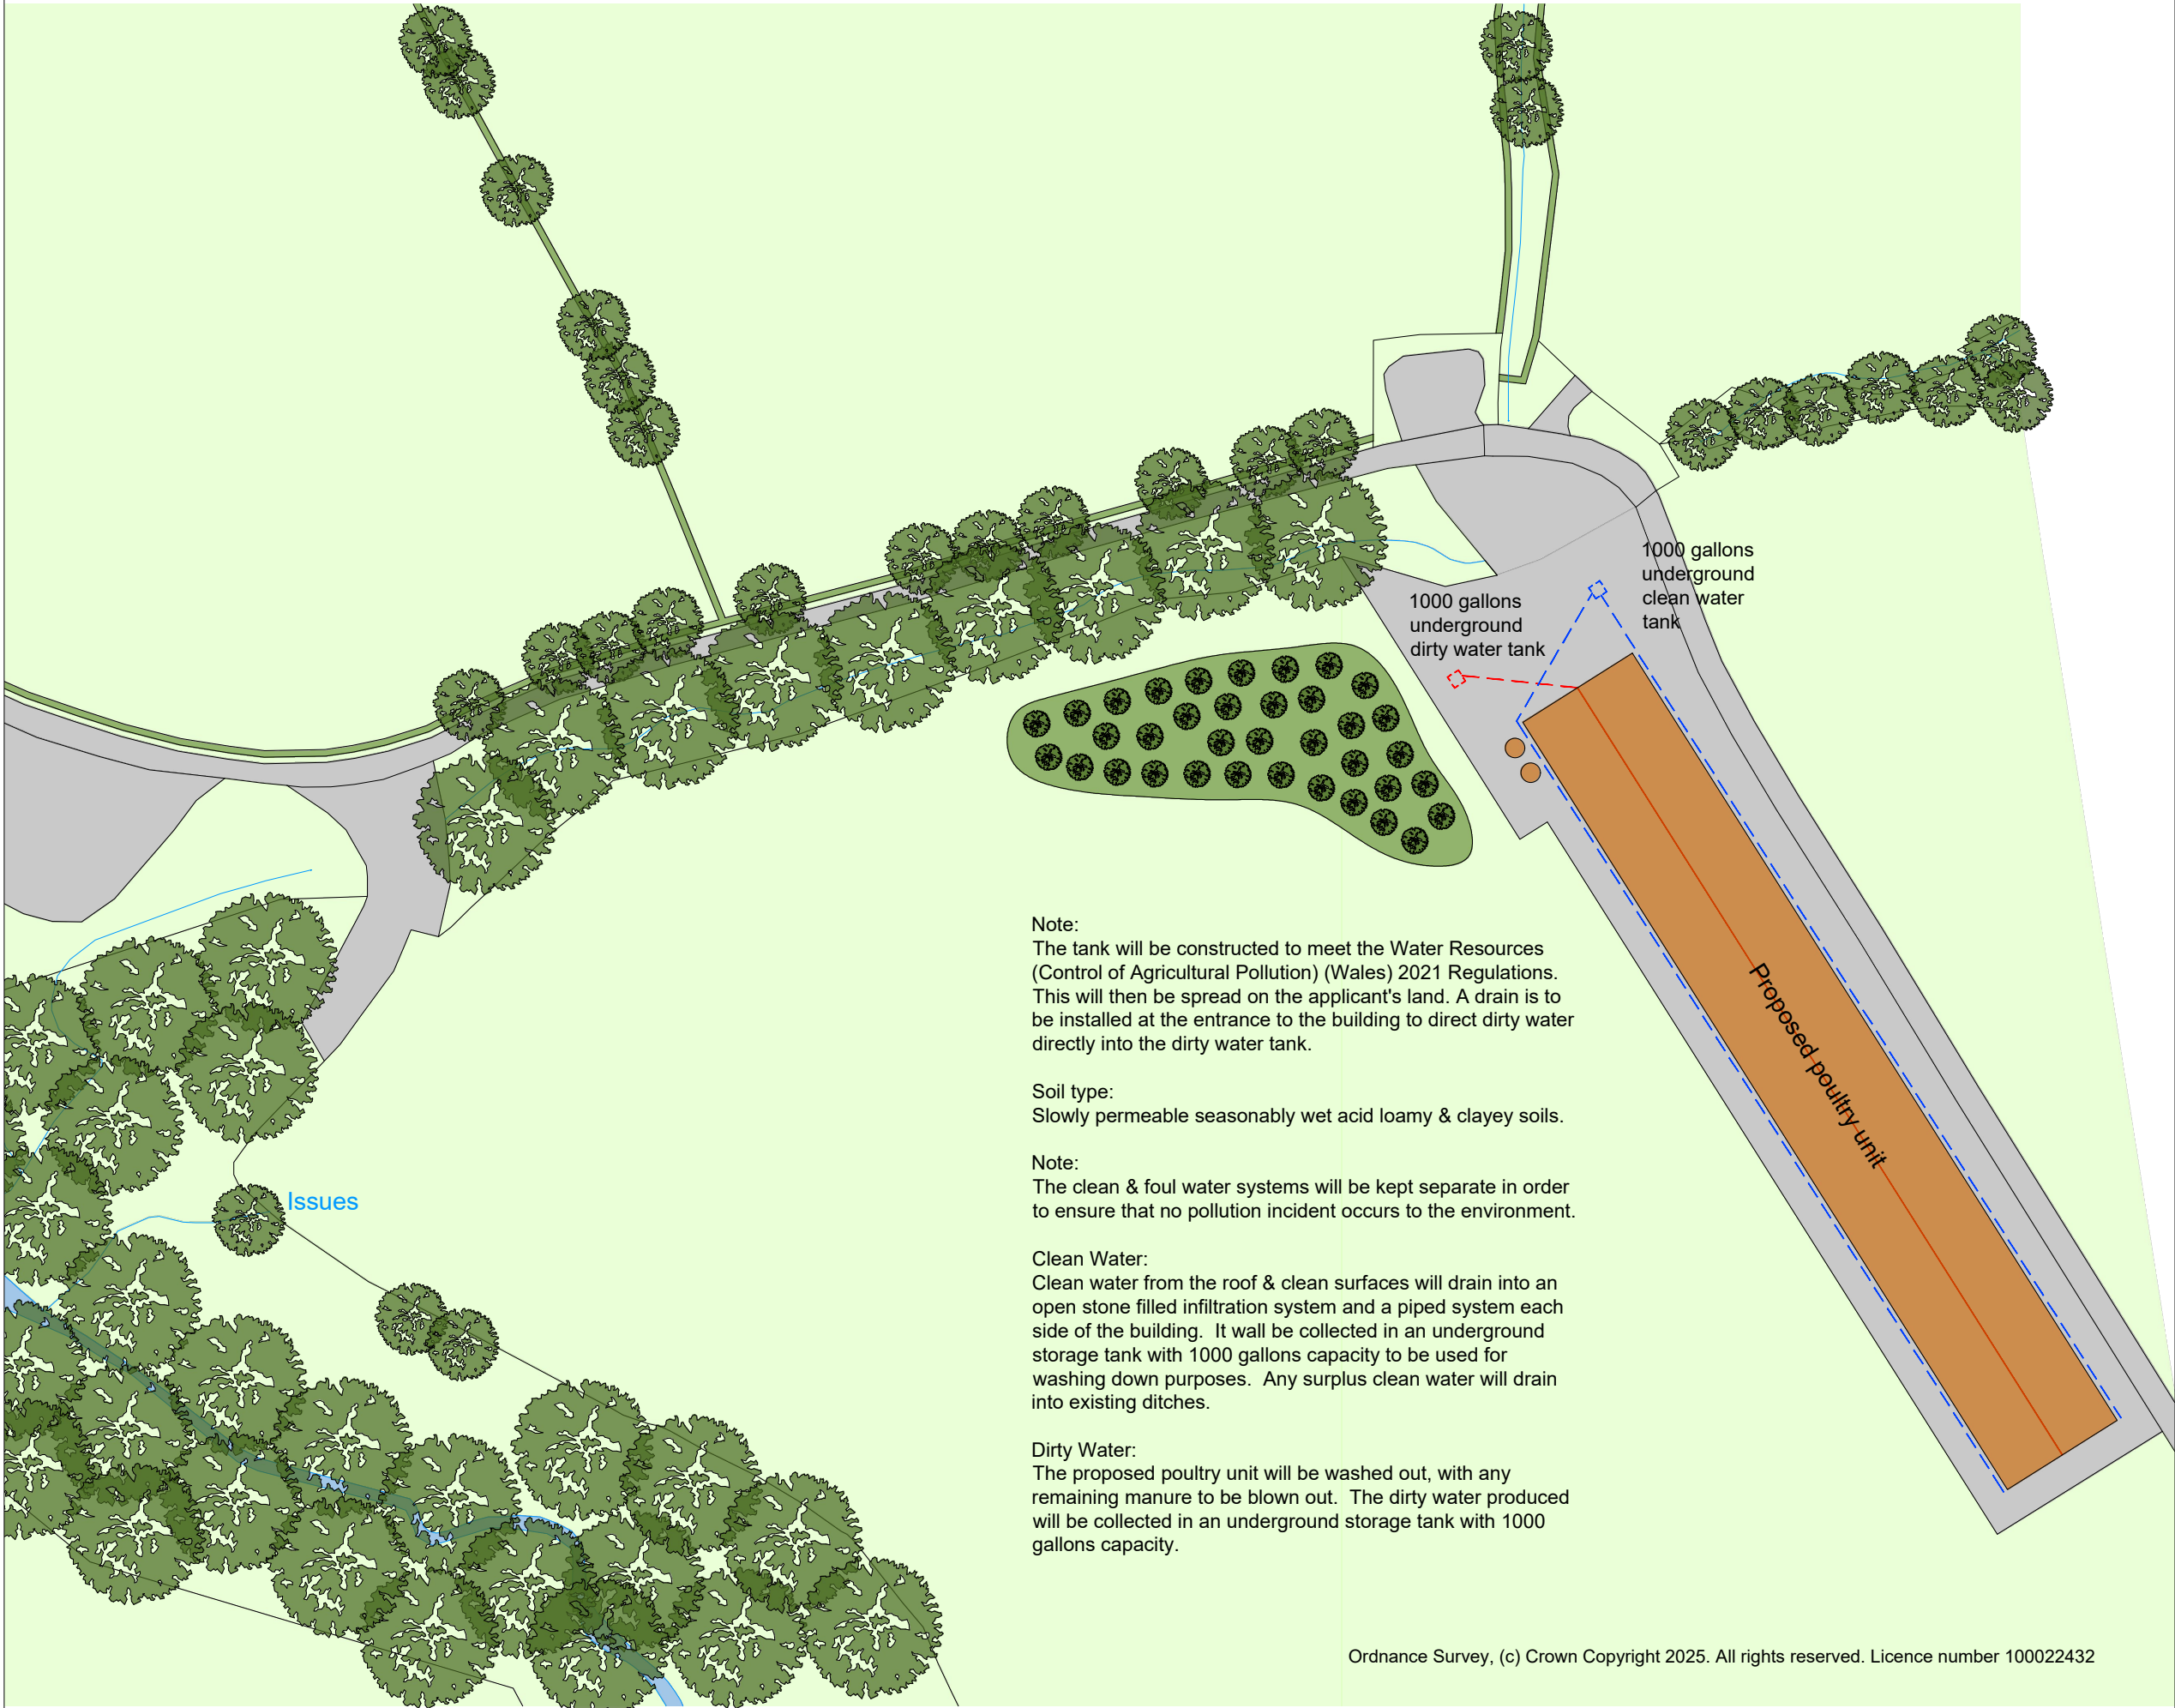 1000 gallons
underground
clean water
tank
1000 gallons
underground
dirty water tank
Proposed poultry unit
Note:
The tank will be constructed to meet the Water Resources
(Control of Agricultural Pollution) (Wales) 2021 Regulations.
This will then be spread on the applicant's land. A drain is to
be installed at the entrance to the building to direct dirty water
directly into the dirty water tank.
Soil type:
Slowly permeable seasonably wet acid loamy & clayey soils.
Note:
The clean & foul water systems will be kept separate in order
to ensure that no pollution incident occurs to the environment.
Issues
Clean Water:
Clean water from the roof & clean surfaces will drain into an
open stone filled infiltration system and a piped system each
side of the building.  It wall be collected in an underground
storage tank with 1000 gallons capacity to be used for
washing down purposes.  Any surplus clean water will drain
into existing ditches.
Dirty Water:
The proposed poultry unit will be washed out, with any
remaining manure to be blown out.  The dirty water produced
will be collected in an underground storage tank with 1000
gallons capacity.
Ordnance Survey, (c) Crown Copyright 2025. All rights reserved. Licence number 100022432